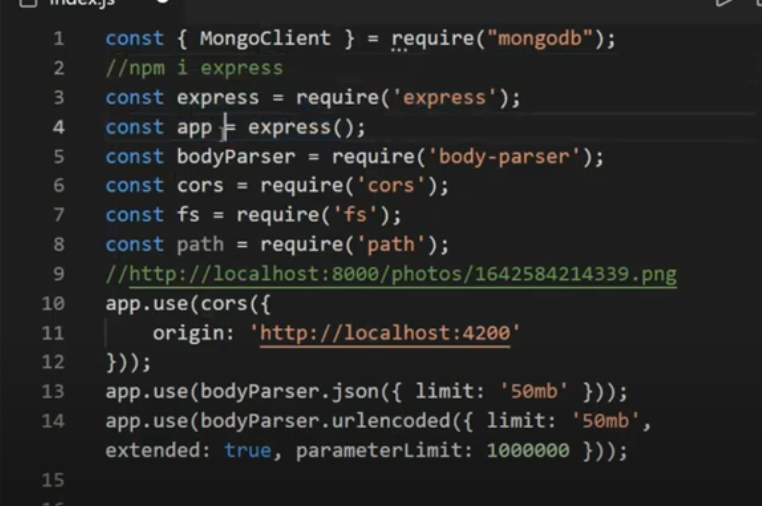 index.js
1 const { MongoClient } = require("mongodb");
2 //npm i express
3 const express = require('express');
4 const app = express();
5 const bodyParser = require('body-parser');
6 const cors = require('cors');
7 const fs = require('fs');
8 const path = require('path');
9 //http://localhost:8000/photos/1642584214339.png
10 app.use(cors({
11 origin: 'http://localhost:4200'
12 }));
13 app.use(bodyParser.json({ limit: '50mb' }));
14 app.use(bodyParser.urlencoded({ limit: '50mb',
extended: true, parameterLimit: 1000000 }));
15